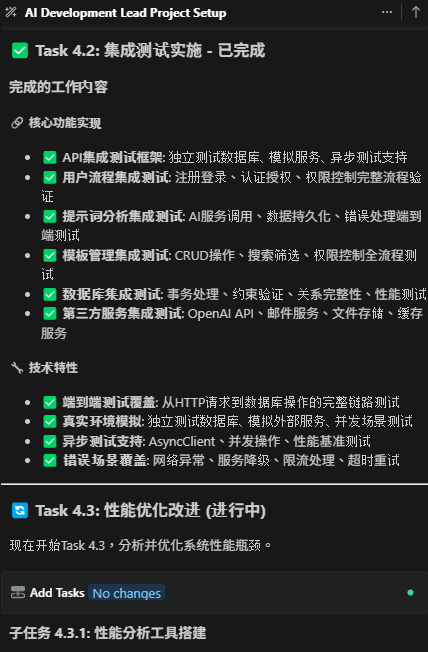 AI Development Lead Project Setup
Task 4.2: 集成测试实施 - 已完成
完成的工作内容
核心功能实现
API集成测试框架: 独立测试数据库、模拟服务、异步测试支持
用户流程集成测试: 注册登录、认证授权、权限控制完整流程验
证
提示词分析集成测试: AI服务调用、数据持久化、错误处理端到
端测试
模板管理集成测试: CRUD操作、搜索筛选、权限控制全流程测
试
数据库集成测试: 事务处理、约束验证、关系完整性、性能测试
第三方服务集成测试: OpenAI API、邮件服务、文件存储、缓存
服务
技术特性
端到端测试覆盖: 从HTTP请求到数据库操作的完整链路测试
真实环境模拟: 独立测试数据库、模拟外部服务、并发场景测试
异步测试支持: AsyncClient、并发操作、性能基准测试
错误场景覆盖: 网络异常、服务降级、限流处理、超时重试
Task 4.3: 性能优化改进 (进行中)
现在开始Task 4.3，分析并优化系统性能瓶颈。
Add Tasks No changes
子任务 4.3.1: 性能分析工具搭建